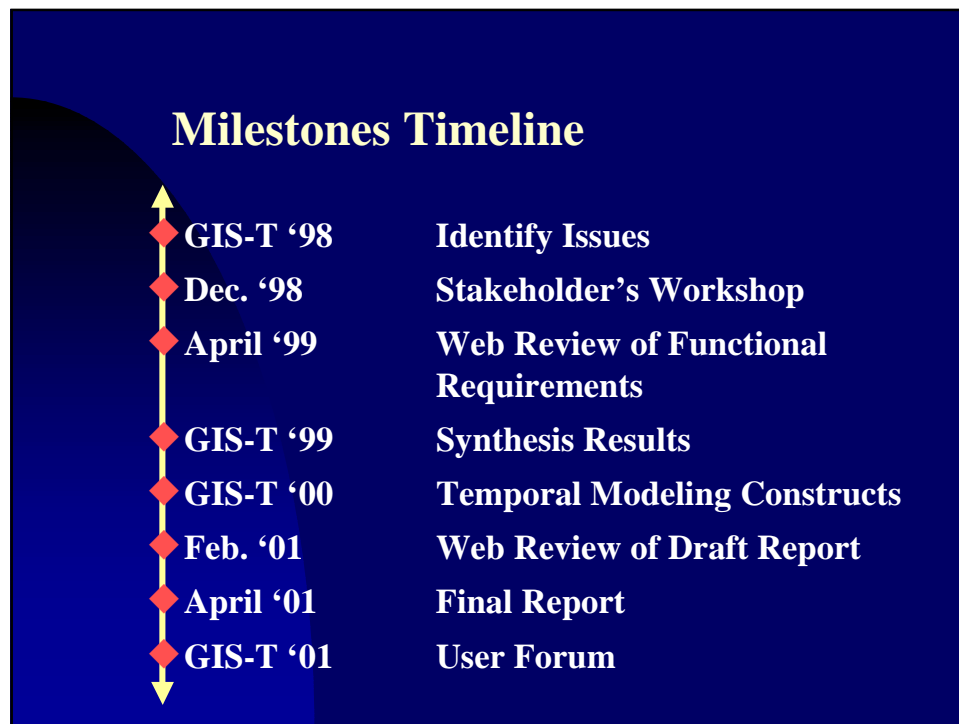 Milestones Timeline
GIS-T ‘98 Identify Issues
Dec. ‘98 Stakeholder’s Workshop
April ‘99 Web Review of Functional
Requirements
GIS-T ‘99 Synthesis Results
GIS-T ‘00 Temporal Modeling Constructs
Feb. ‘01 Web Review of Draft Report
April ‘01 Final Report
GIS-T ‘01 User Forum